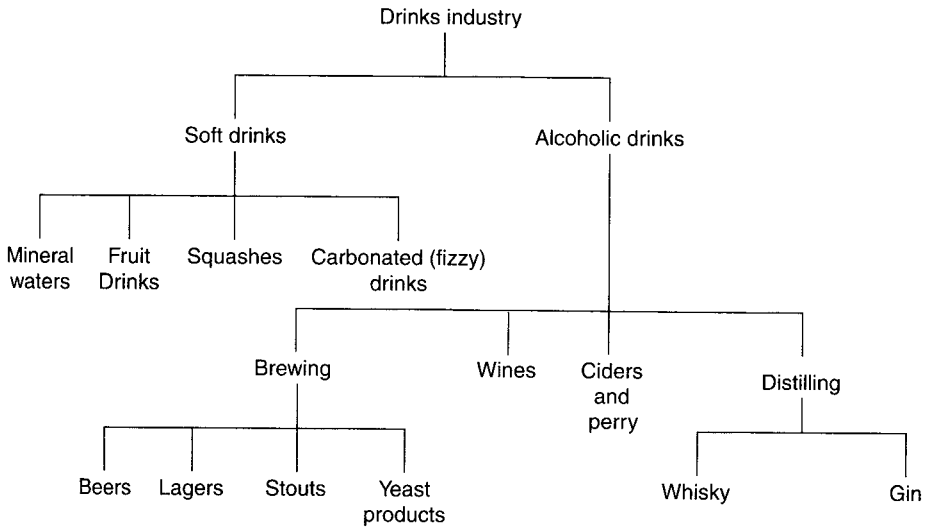 Drinks industry
Soft drinks
Alcoholic drinks
Mineral
waters
Fruit
Drinks
Squashes
Carbonated (fizzy)
drinks
Brewing
Wines
Ciders
and
perry
Distilling
Beers
Lagers
Stouts
Yeast
products
Whisky
Gin